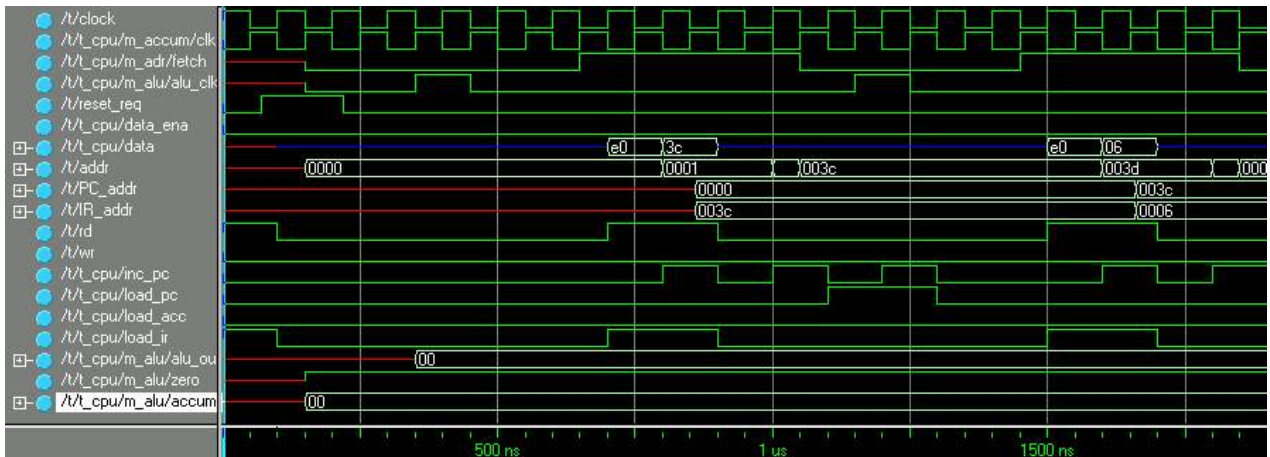 /t/clock
/t/t_cpu/m_accum/clk
/t/t_cpu/m_adr/fetch
/t/t_cpu/m_alu/alu_clk
/t/reset_req
/t/t_cpu/data_ena
/t/t_cpu/data e0 3c e0 06
/t/addr 0000 0001 003c 003d 000
/t/PC_addr 0000 003c
/t/IR_addr 003c 0006
/t/rd
/t/wr
/t/t_cpu/inc_pc
/t/t_cpu/load_pc
/t/t_cpu/load_acc
/t/t_cpu/load_ir
/t/t_cpu/m_alu/alu_ou 00
/t/t_cpu/m_alu/zero
/t/t_cpu/m_alu/accum 00
500 ns 1 us 1500 ns